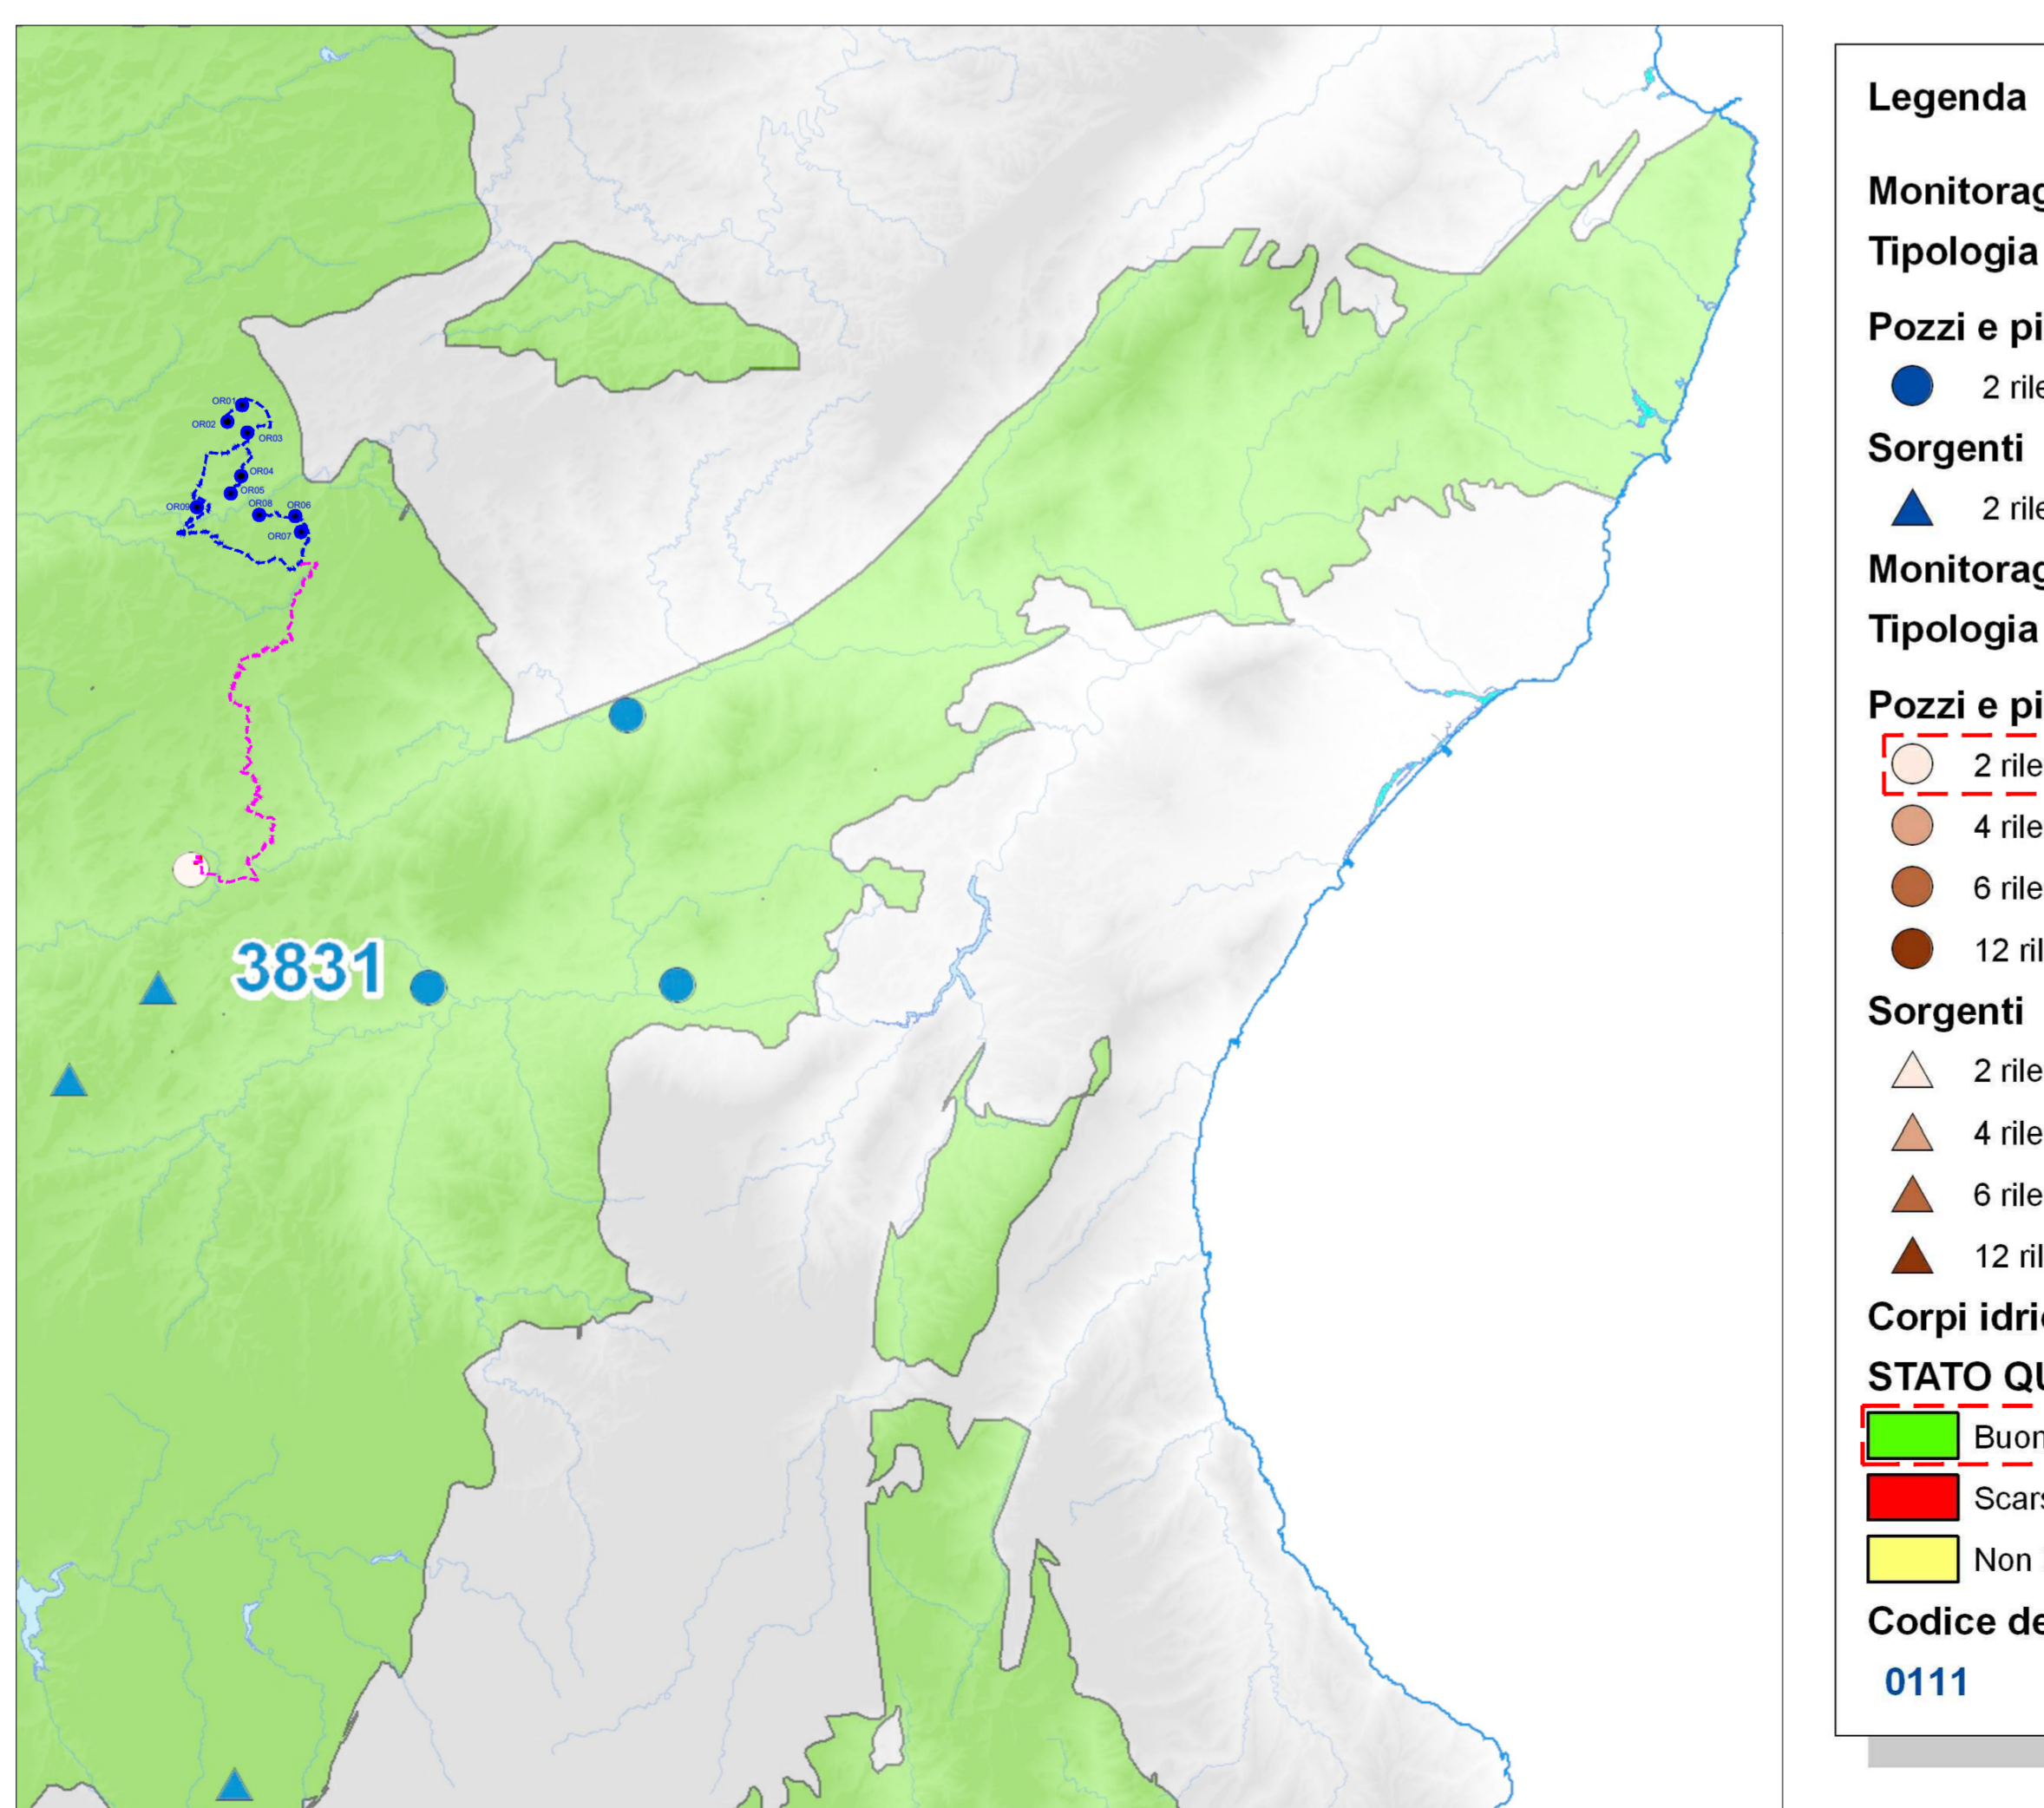 OR01
OR02
OR03
OR04
OR05
OR08
OR06
OR09
OR07
3831
Legenda
Monitorag
Tipologia
Pozzi e pi
2 rile
Sorgenti
2 rile
Monitorag
Tipologia
Pozzi e pi
2 rile
4 rile
6 rile
12 ril
Sorgenti
2 rile
4 rile
6 rile
12 ril
Corpi idri
STATO QU
Buon
Scars
Non
Codice de
0111